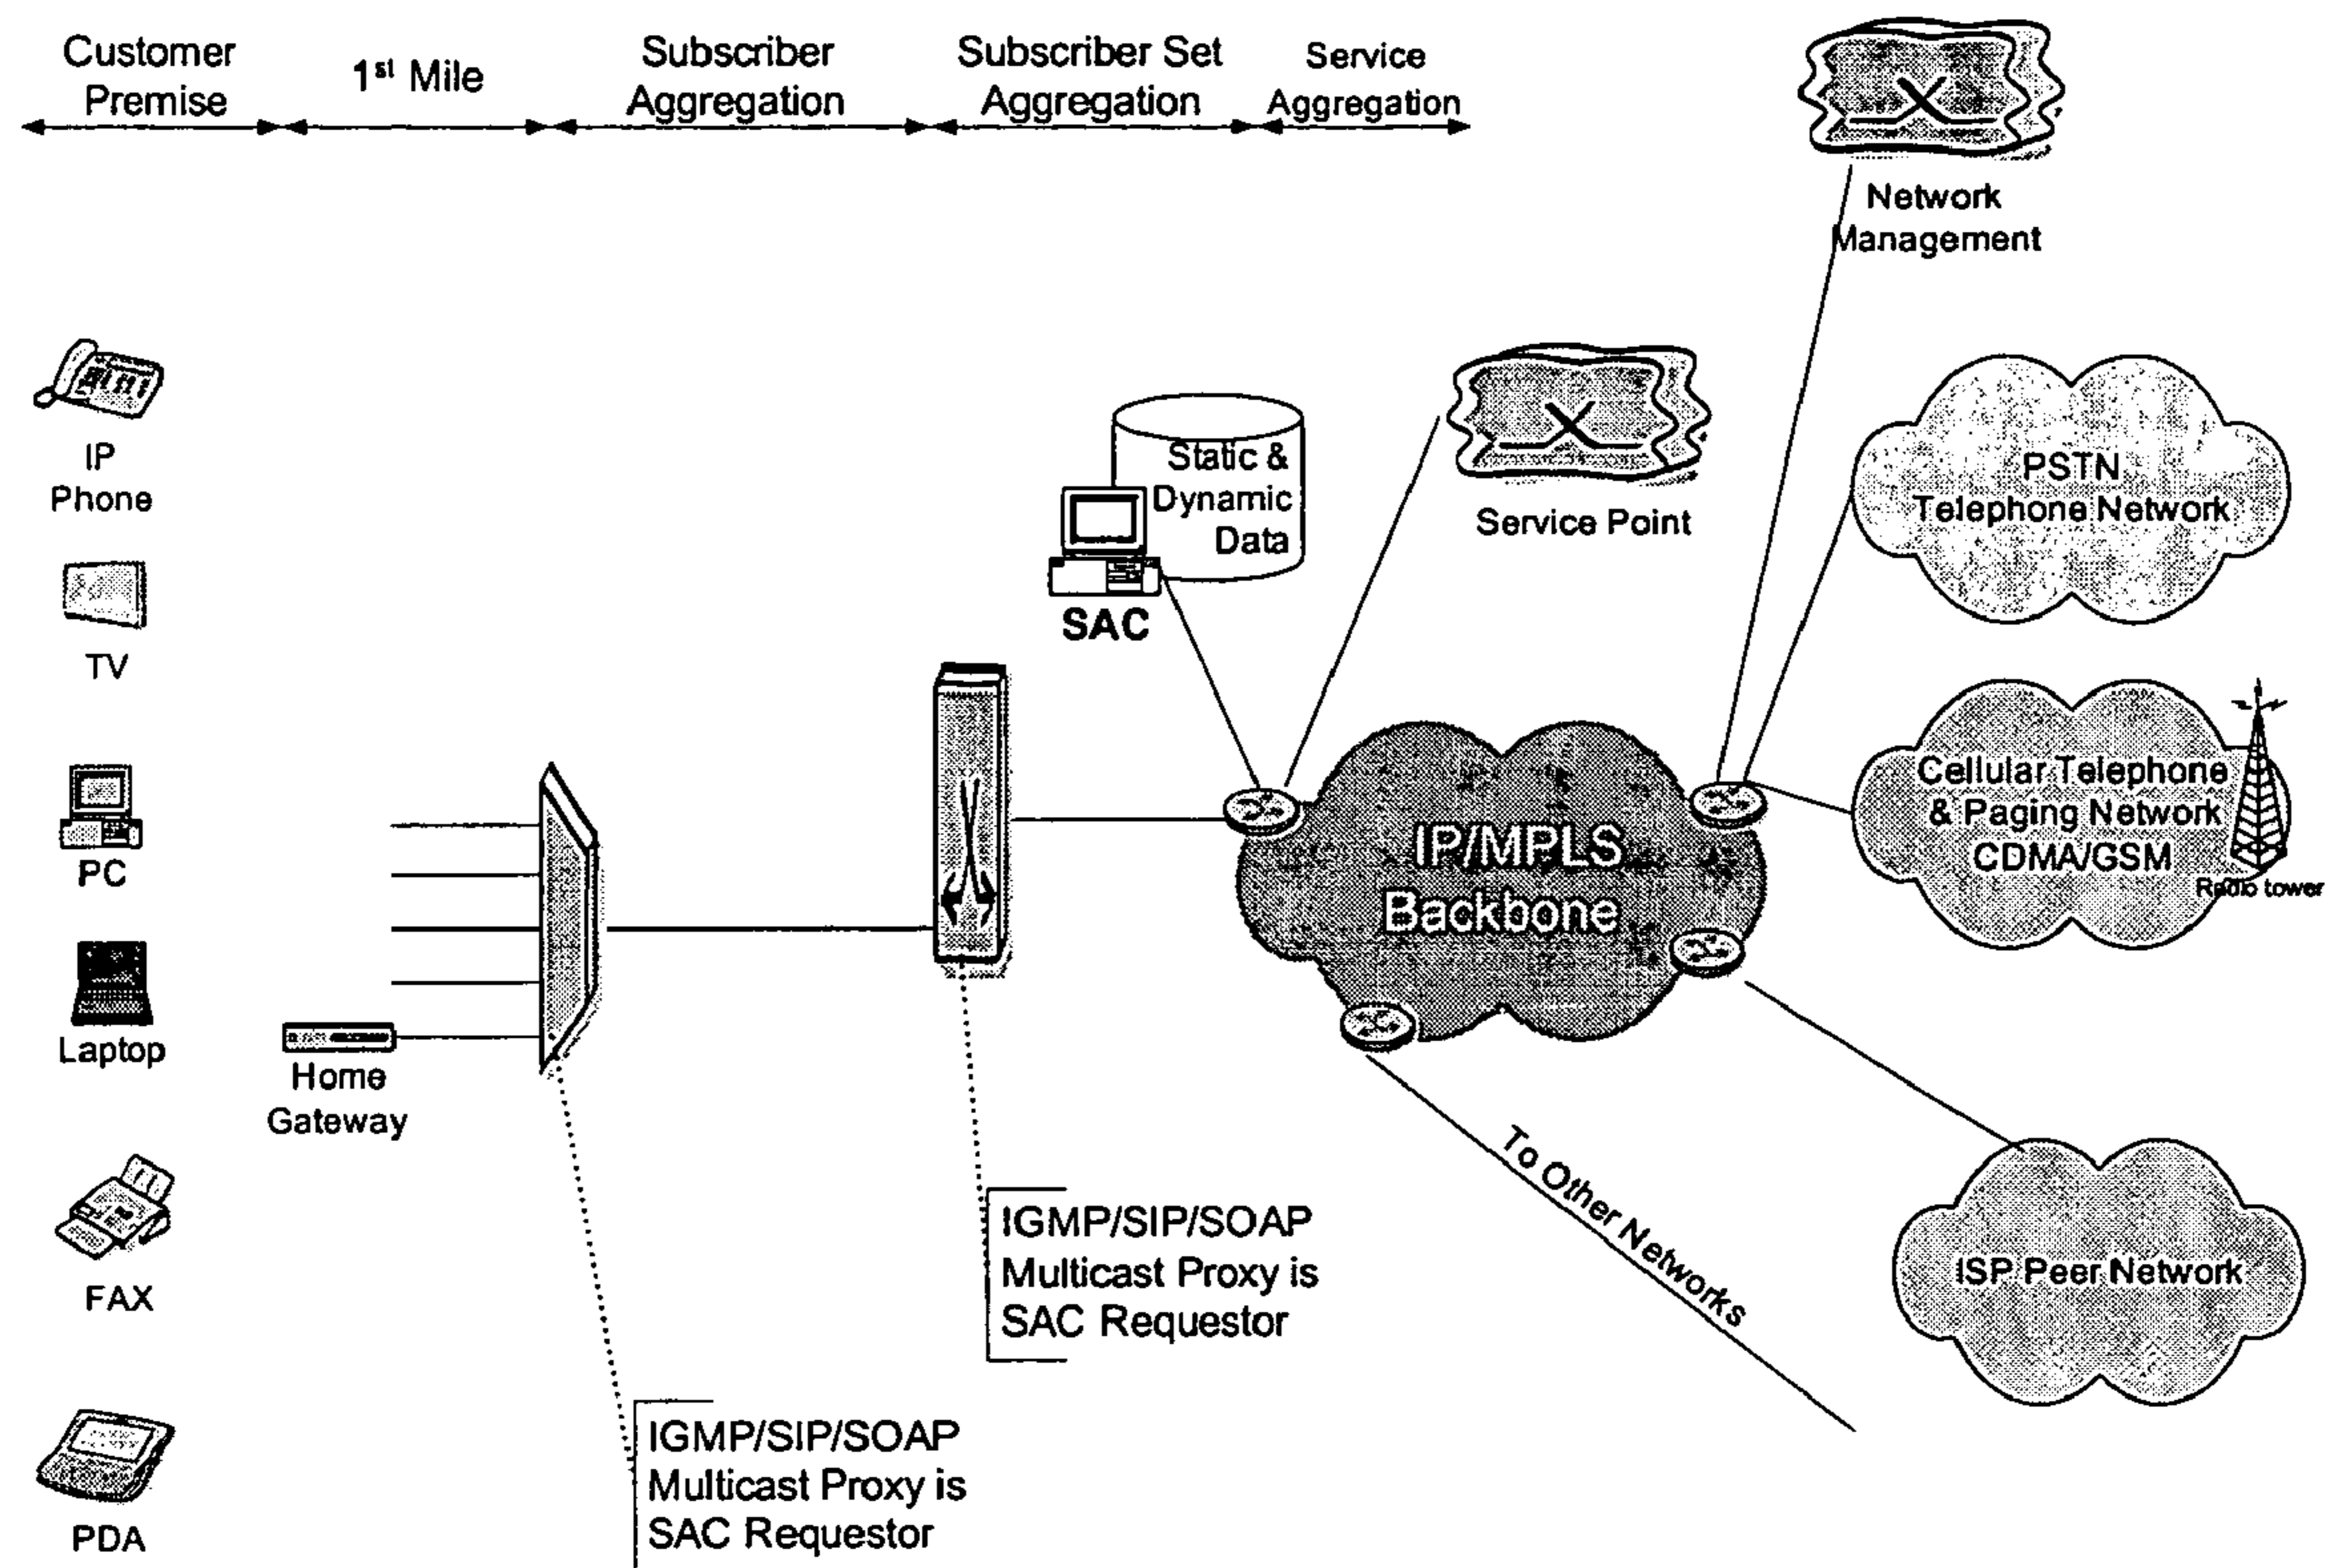 Customer
Premise
1st Mile
Subscriber
Aggregation
Subscriber Set
Aggregation
Service
Aggregation
Network
Management
IP
Phone
TV
PC
Laptop
FAX
PDA
Home
Gateway
Static &
Dynamic
Data
SAC
Service Point
PSTN
Telephone Network
Cellular Telephone
& Paging Network
CDMA/GSM
Radio tower
IP/MPLS
Backbone
To Other Networks
ISP Peer Network
IGMP/SIP/SOAP
Multicast Proxy is
SAC Requestor
IGMP/SIP/SOAP
Multicast Proxy is
SAC Requestor